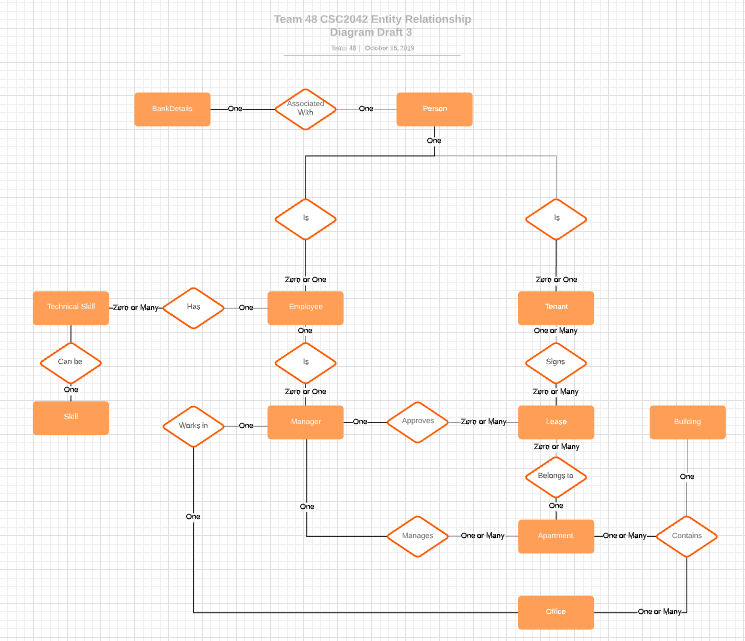 Team 48 CSC2042 Entity Relationship
Diagram Draft 3
Team 48 | October 15, 2019
BankDetails
One
Associated
With
One
Person
One
Is
Is
Zero or One
Zero or One
Technical Skill
Zero or Many
Has
One
Employee
Tenant
One
One or Many
Can be
Is
Signs
One
Zero or One
Zero or Many
Skill
Works in
One
Manager
One
Approves
Zero or Many
Lease
Building
Zero or Many
Belongs to
One
One
One
One
Manages
One or Many
Apartment
One or Many
Contains
Office
One or Many